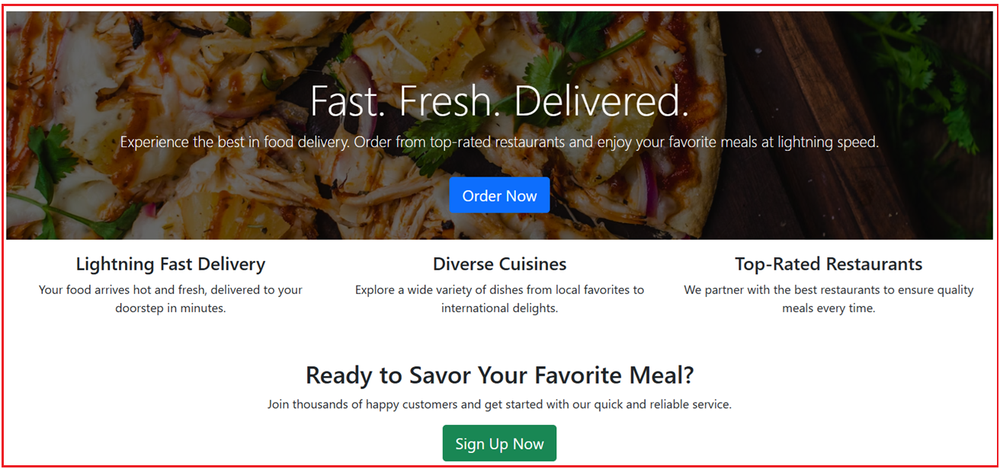 Fast. Fresh. Delivered.
Experience the best in food delivery. Order from top-rated restaurants and enjoy your favorite meals at lightning speed.
Order Now
Lightning Fast Delivery
Your food arrives hot and fresh, delivered to your
doorstep in minutes.
Diverse Cuisines
Explore a wide variety of dishes from local favorites to
international delights.
Top-Rated Restaurants
We partner with the best restaurants to ensure quality
meals every time.
Ready to Savor Your Favorite Meal?
Join thousands of happy customers and get started with our quick and reliable service.
Sign Up Now